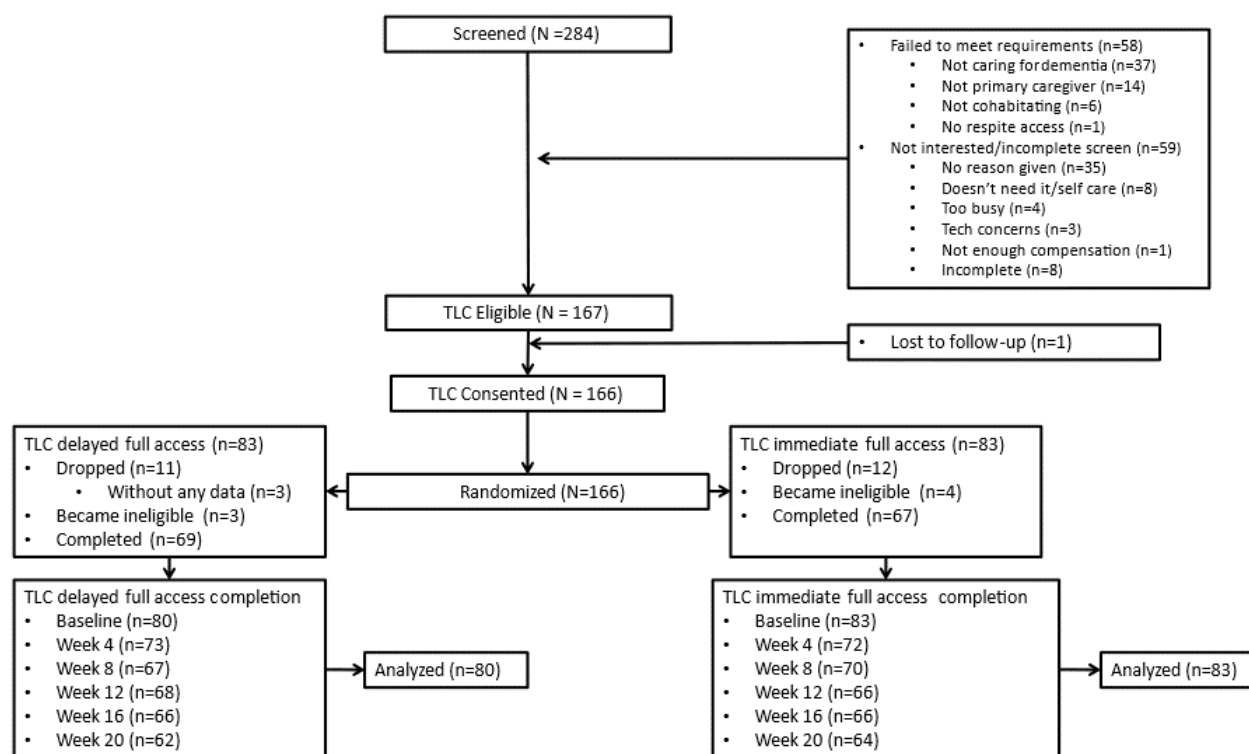 Screened (N =284)
• Failed to meet requirements (n=58)
• Not caring fordementia (n=37)
• Not primary caregiver (n=14)
• Not cohabitating (n=6)
• No respite access (n=1)
• Not interested/incomplete screen (n=59)
• No reason given (n=35)
• Doesn't need it/self care (n=8)
• Too busy (n=4)
• Tech concerns (n=3)
• Not enough compensation (n=1)
• Incomplete (n=8)
TLC Eligible (N = 167)
• Lost to follow-up (n=1)
TLC Consented (N = 166)
Randomized (N=166)
TLC delayed full access (n=83)
• Dropped (n=11)
• Without any data (n=3)
• Became ineligible (n=3)
• Completed (n=69)
TLC immediate full access (n=83)
• Dropped (n=12)
• Became ineligible (n=4)
• Completed (n=67)
TLC delayed full access completion
• Baseline (n=80)
• Week 4 (n=73)
• Week 8 (n=67)
• Week 12 (n=68)
• Week 16 (n=66)
• Week 20 (n=62)
Analyzed (n=80)
TLC immediate full access completion
• Baseline (n=83)
• Week 4 (n=72)
• Week 8 (n=70)
• Week 12 (n=66)
• Week 16 (n=66)
• Week 20 (n=64)
Analyzed (n=83)